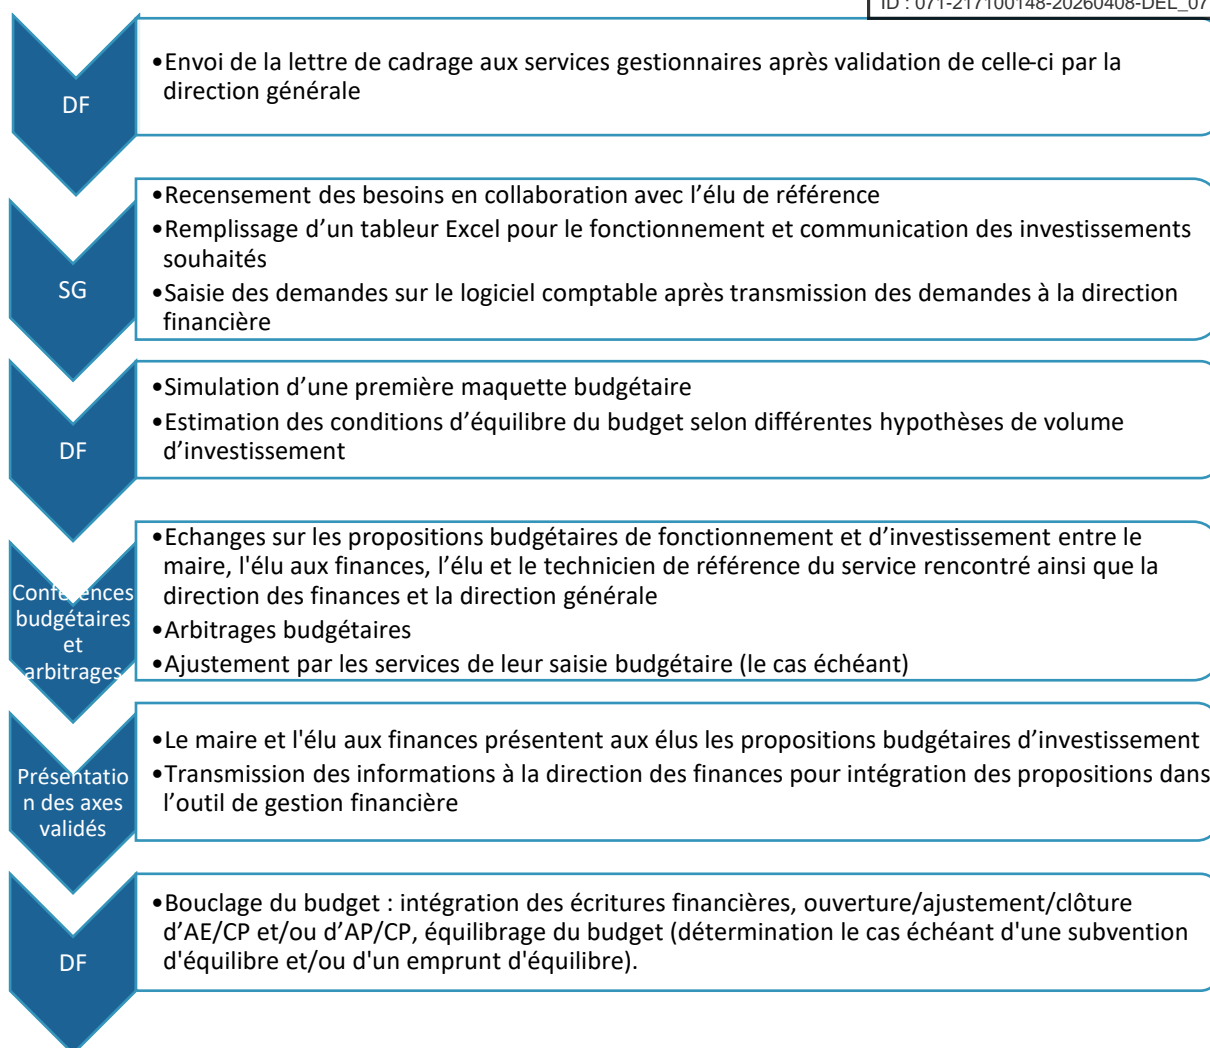 ID : 071-217100148-20260408-DEL_07
DF
•Envoi de la lettre de cadrage aux services gestionnaires après validation de celle-ci par la
direction générale
SG
•Recensement des besoins en collaboration avec l’élu de référence
•Remplissage d’un tableur Excel pour le fonctionnement et communication des investissements
souhaités
•Saisie des demandes sur le logiciel comptable après transmission des demandes à la direction
financière
DF
•Simulation d’une première maquette budgétaire
•Estimation des conditions d’équilibre du budget selon différentes hypothèses de volume
d’investissement
Conférences
budgétaires
et
arbitrages
•Echanges sur les propositions budgétaires de fonctionnement et d’investissement entre le
maire, l'élu aux finances, l’élu et le technicien de référence du service rencontré ainsi que la
direction des finances et la direction générale
•Arbitrages budgétaires
•Ajustement par les services de leur saisie budgétaire (le cas échéant)
Présentatio
n des axes
validés
•Le maire et l'élu aux finances présentent aux élus les propositions budgétaires d’investissement
•Transmission des informations à la direction des finances pour intégration des propositions dans
l’outil de gestion financière
DF
•Bouclage du budget : intégration des écritures financières, ouverture/ajustement/clôture
d’AE/CP et/ou d’AP/CP, équilibrage du budget (détermination le cas échéant d'une subvention
d'équilibre et/ou d'un emprunt d'équilibre).